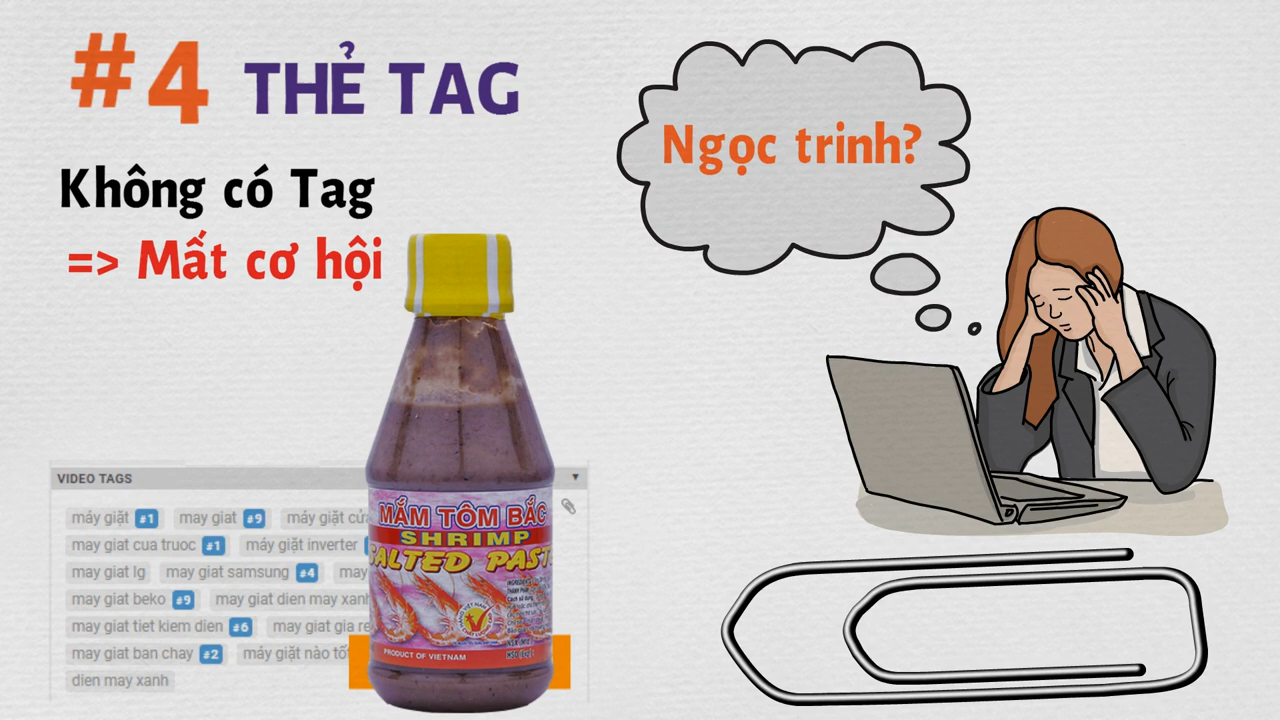 #4 THẺ TAG
Không có Tag
=> Mất cơ hội
Ngọc trinh?
VIDEO TAGS
máy giặt #1 may giat #9 máy giặt cửa
may giat cua truoc #1 máy giặt inverter
may giat lg may giat samsung #4 may
may giat beko #9 may giat dien may xanh
may giat tiet kiem dien #6 may giat gia re
may giat ban chay #2 máy giặt nào tốt
dien may xanh
MẮM TÔM BẮC
SHRIMP
SALTED PASTE
PRODUCT OF VIETNAM